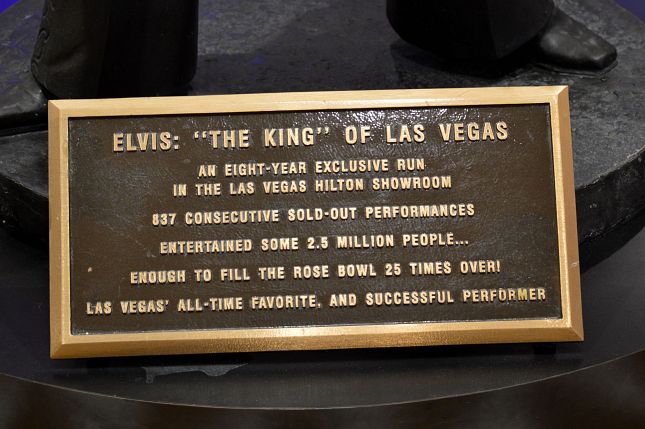 ELVIS: "THE KING" OF LAS VEGAS
AN EIGHT-YEAR EXCLUSIVE RUN
IN THE LAS VEGAS HILTON SHOWROOM
837 CONSECUTIVE SOLD-OUT PERFORMANCES
ENTERTAINED SOME 2.5 MILLION PEOPLE...
ENOUGH TO FILL THE ROSE BOWL 25 TIMES OVER!
LAS VEGAS' ALL-TIME FAVORITE, AND SUCCESSFUL PERFORMER